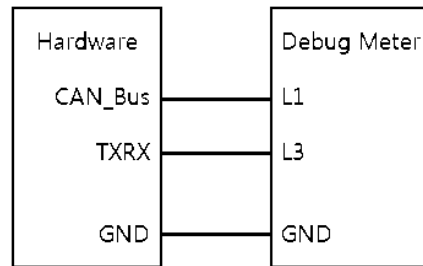 Hardware Debug Meter
CAN_Bus L1
TXRX L3
GND GND